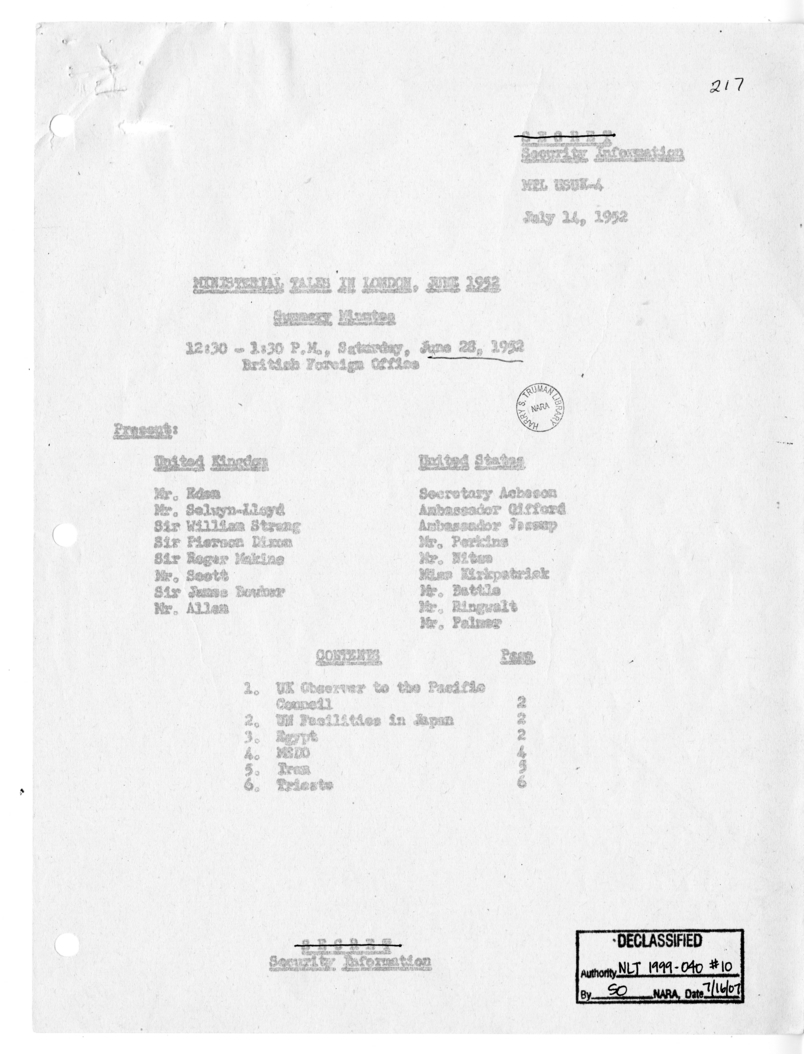 217
S E C R E T
Security Information
MTL USUK-4
July 14, 1952
MINISTERIAL TALKS IN LONDON, JUNE 1952
Summary Minutes
12:30 - 1:30 P.M., Saturday, June 28, 1952
British Foreign Office
HARRY S. TRUMAN LIBRARY
NARA
Present:
United Kingdom United States
Mr. Eden Secretary Acheson
Mr. Selwyn-Lloyd Ambassador Gifford
Sir William Strang Ambassador Jessup
Sir Pierson Dixon Mr. Perkins
Sir Roger Makins Mr. Nitze
Mr. Scott Miss Kirkpatrick
Sir James Bowker Mr. Battle
Mr. Allen Mr. Ringwalt
Mr. Palmer
CONTENTS Page
1. UK Observer to the Pacific
Council 2
2. UN Facilities in Japan 2
3. Egypt 2
4. MEDO 4
5. Iran 5
6. Trieste 6
S E C R E T
Security Information
DECLASSIFIED
Authority NLT 1999-040 #10
By SO NARA, Date 7/16/07